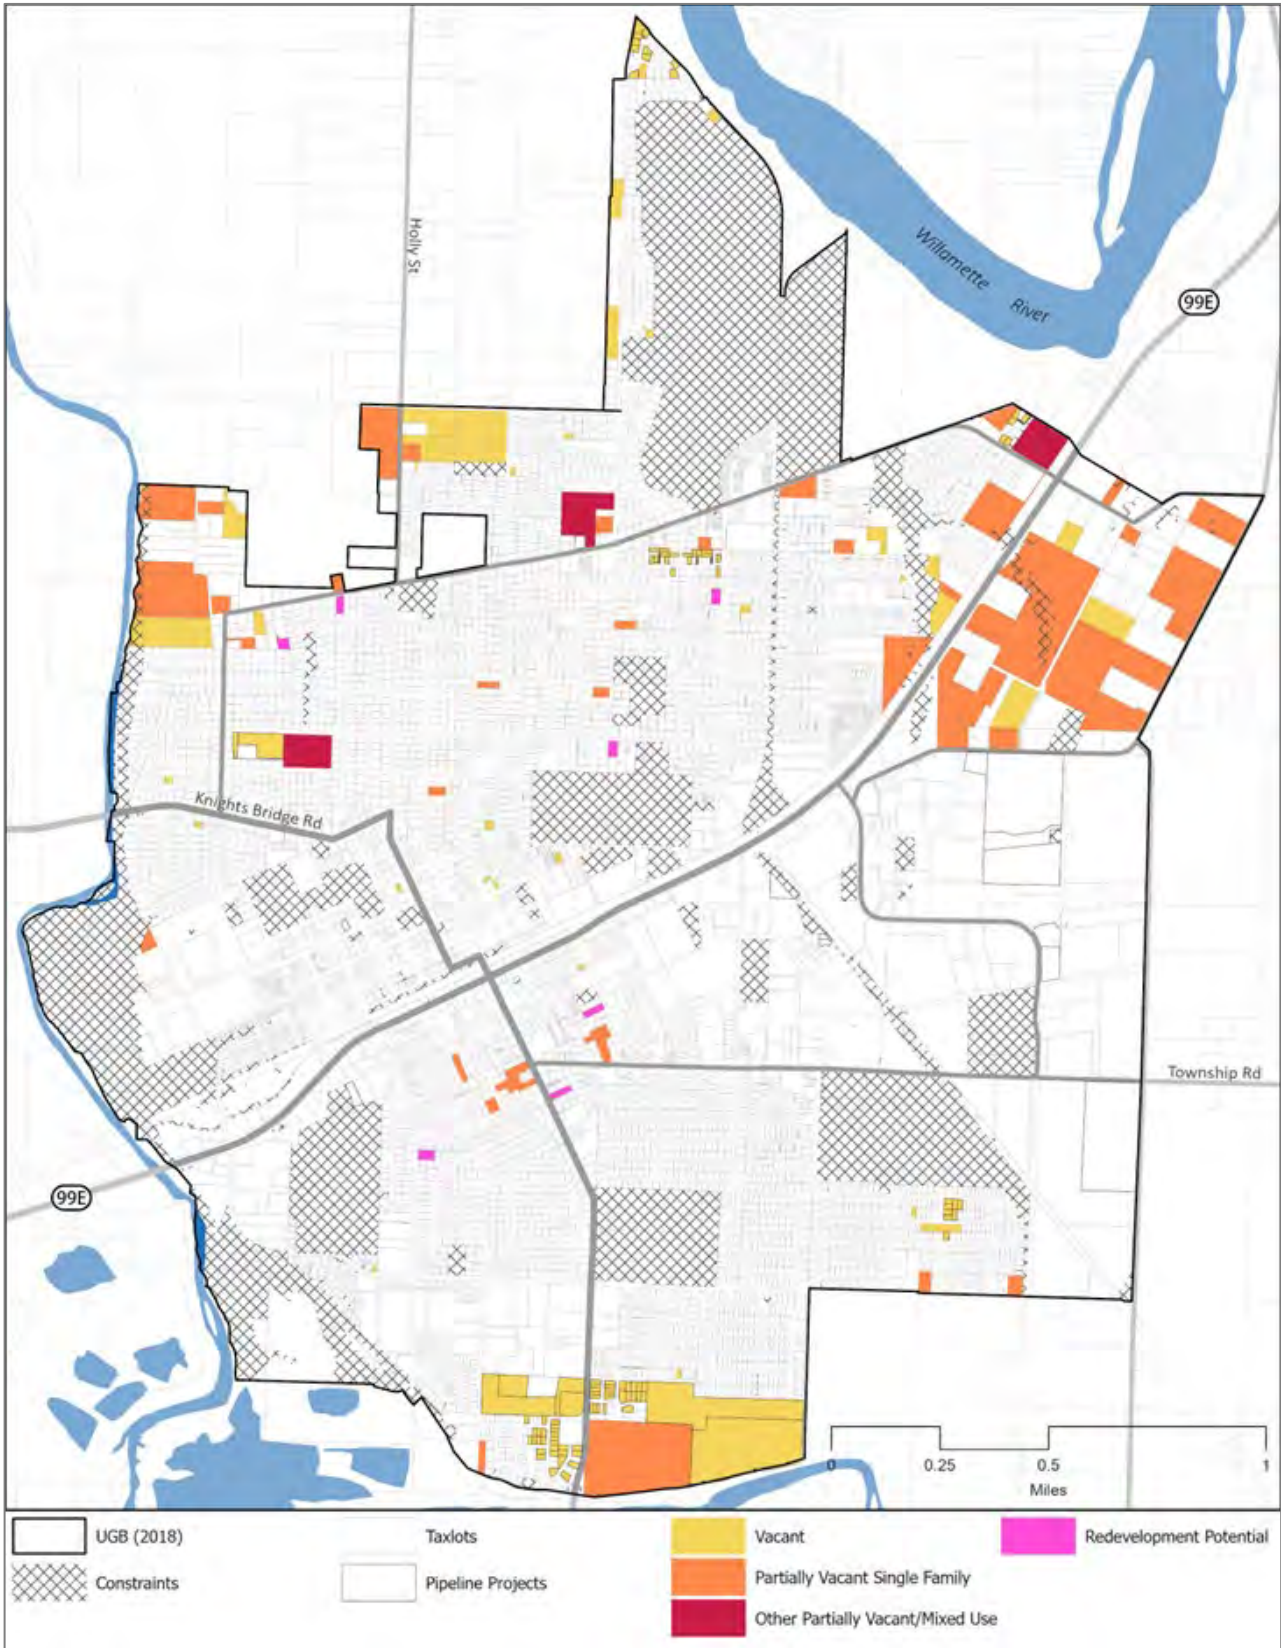 Holly St
Willamette
River
99E
Knights Bridge Rd
Township Rd
99E
0
0.25
0.5
1
Miles
UGB (2018)
Taxlots
Vacant
Redevelopment Potential
Constraints
Pipeline Projects
Partially Vacant Single Family
Other Partially Vacant/Mixed Use